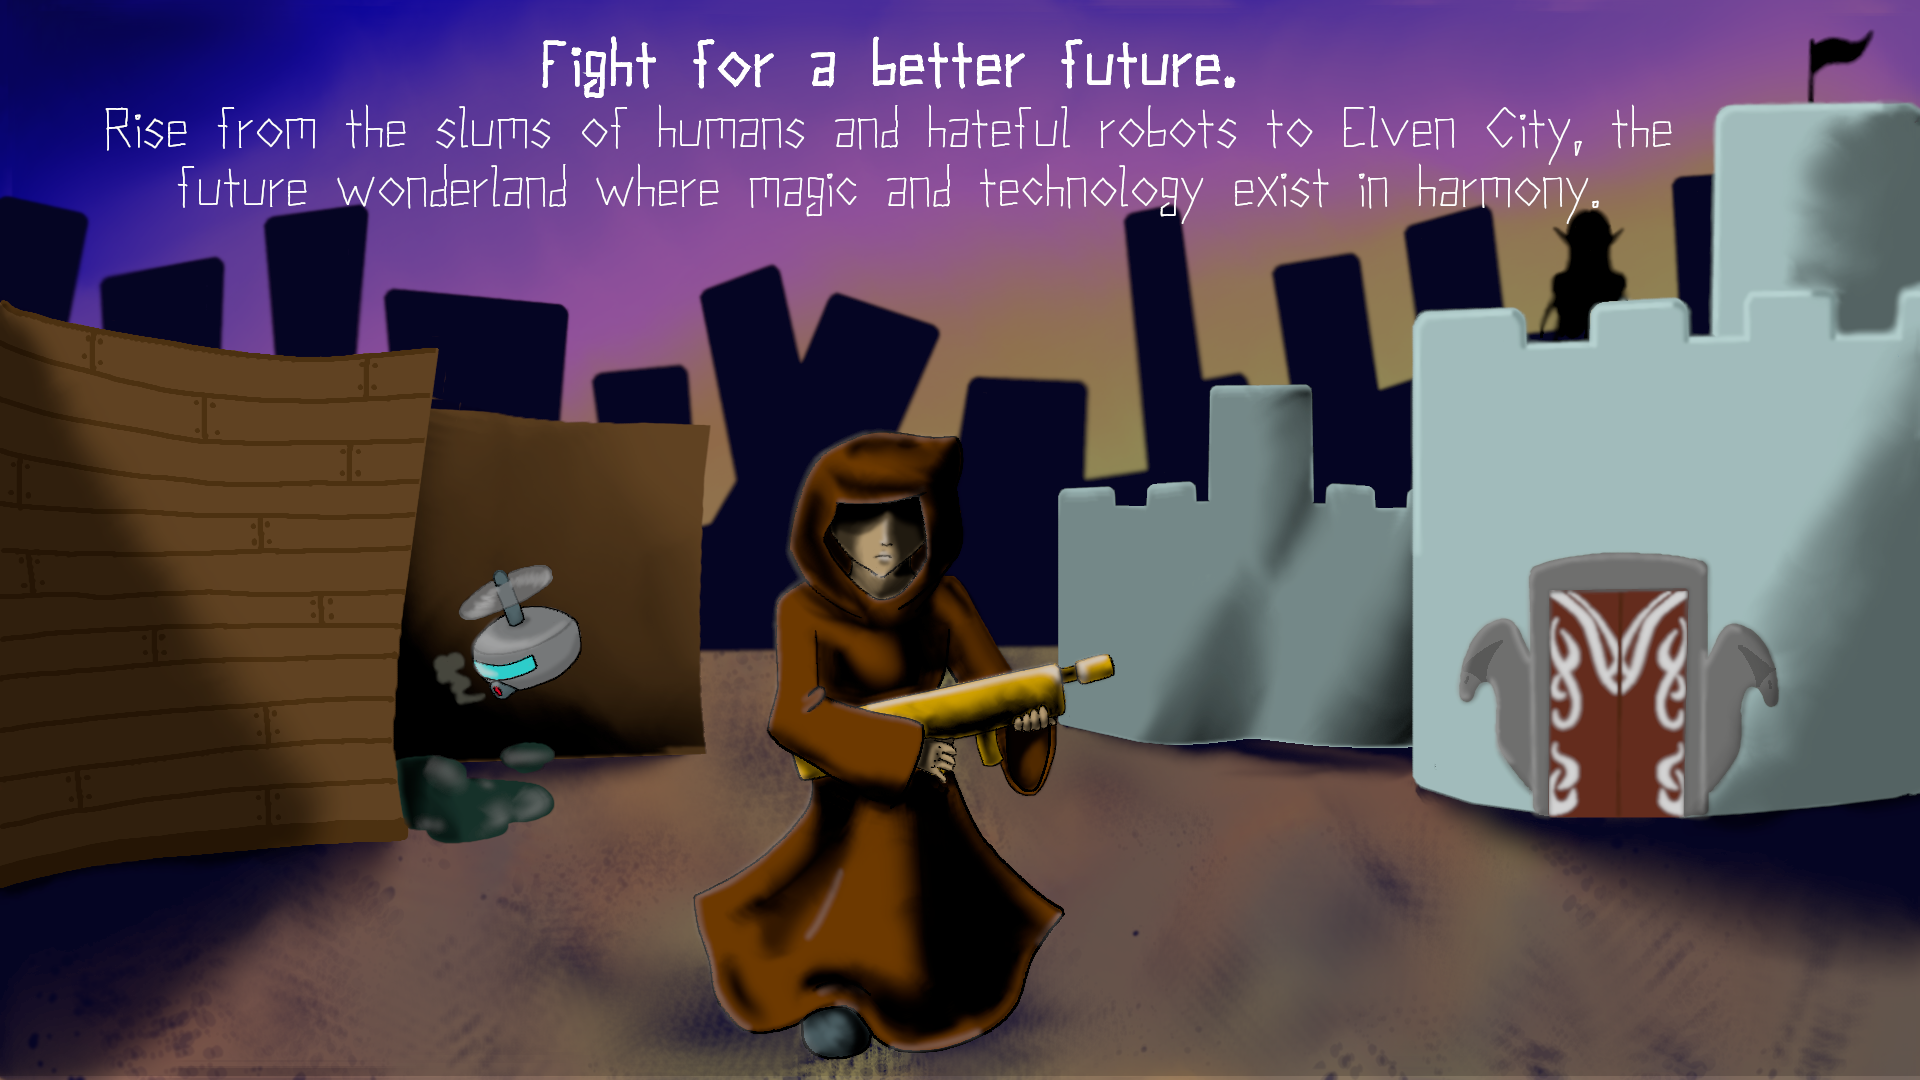 Fight for a better future.
Rise from the slums of humans and hateful robots to Elven City, the
future wonderland where magic and technology exist in harmony.